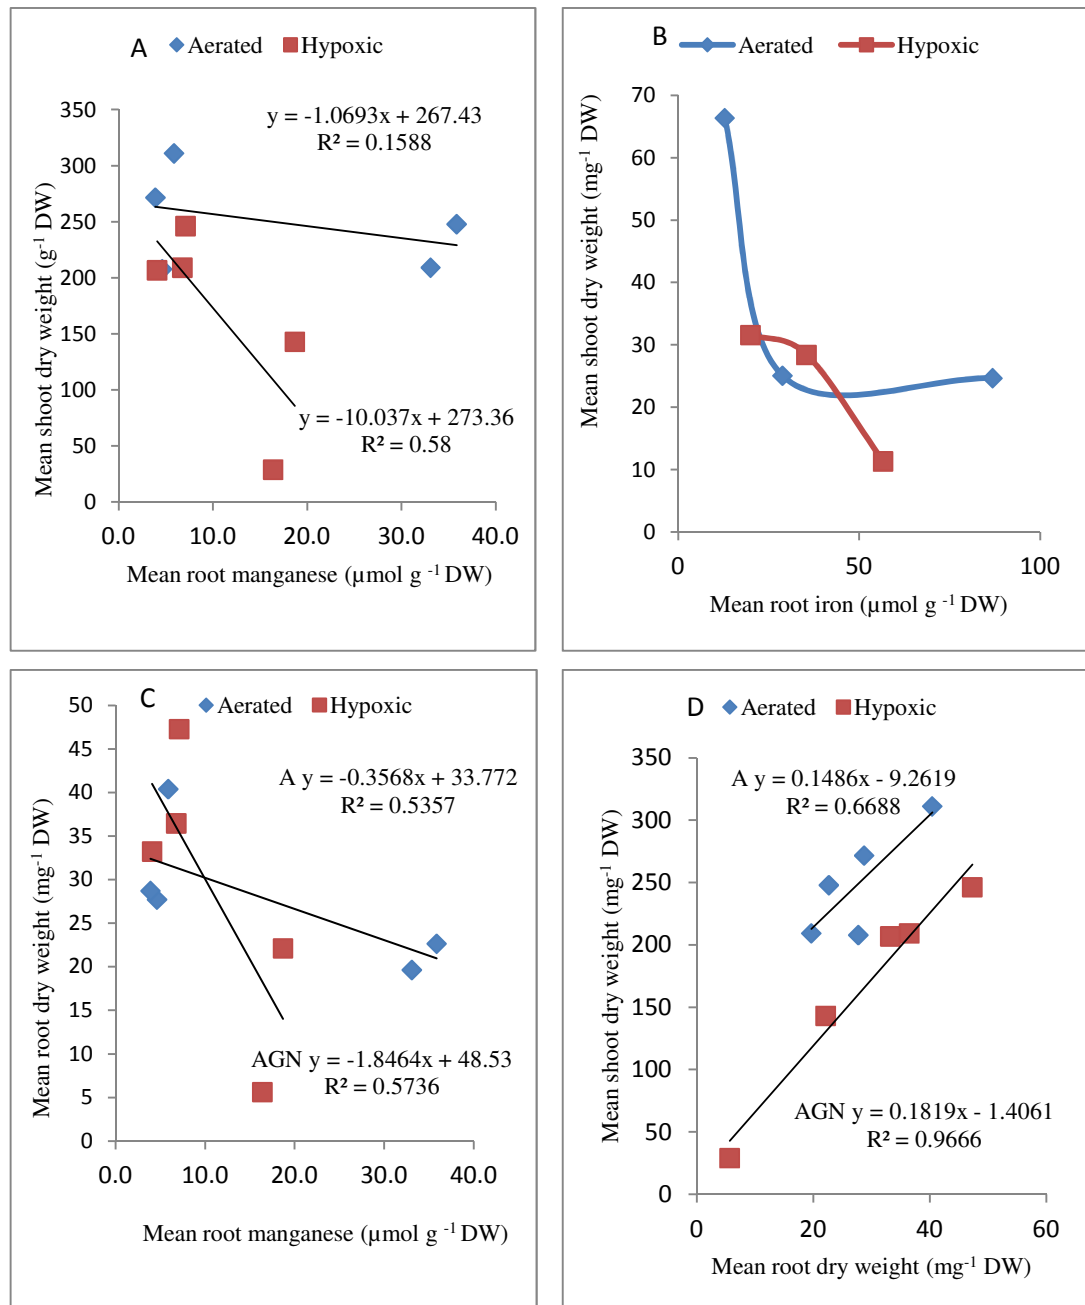 A
Aerated Hypoxic
y = -1.0693x + 267.43
R² = 0.1588
y = -10.037x + 273.36
R² = 0.58
350
300
250
200
150
100
50
0
0.0 10.0 20.0 30.0 40.0
Mean shoot dry weight (g⁻¹ DW)
Mean root manganese (µmol g ⁻¹ DW)
B
Aerated Hypoxic
70
60
50
40
30
20
10
0
0 50 100
Mean shoot dry weight (mg⁻¹ DW)
Mean root iron (µmol g ⁻¹ DW)
C
Aerated Hypoxic
A y = -0.3568x + 33.772
R² = 0.5357
AGN y = -1.8464x + 48.53
R² = 0.5736
50
45
40
35
30
25
20
15
10
5
0
0.0 10.0 20.0 30.0 40.0
Mean root dry weight (mg⁻¹ DW)
Mean root manganese (µmol g ⁻¹ DW)
D
Aerated Hypoxic
A y = 0.1486x - 9.2619
R² = 0.6688
AGN y = 0.1819x - 1.4061
R² = 0.9666
350
300
250
200
150
100
50
0
0 20 40 60
Mean shoot dry weight (mg⁻¹ DW)
Mean root dry weight (mg⁻¹ DW)